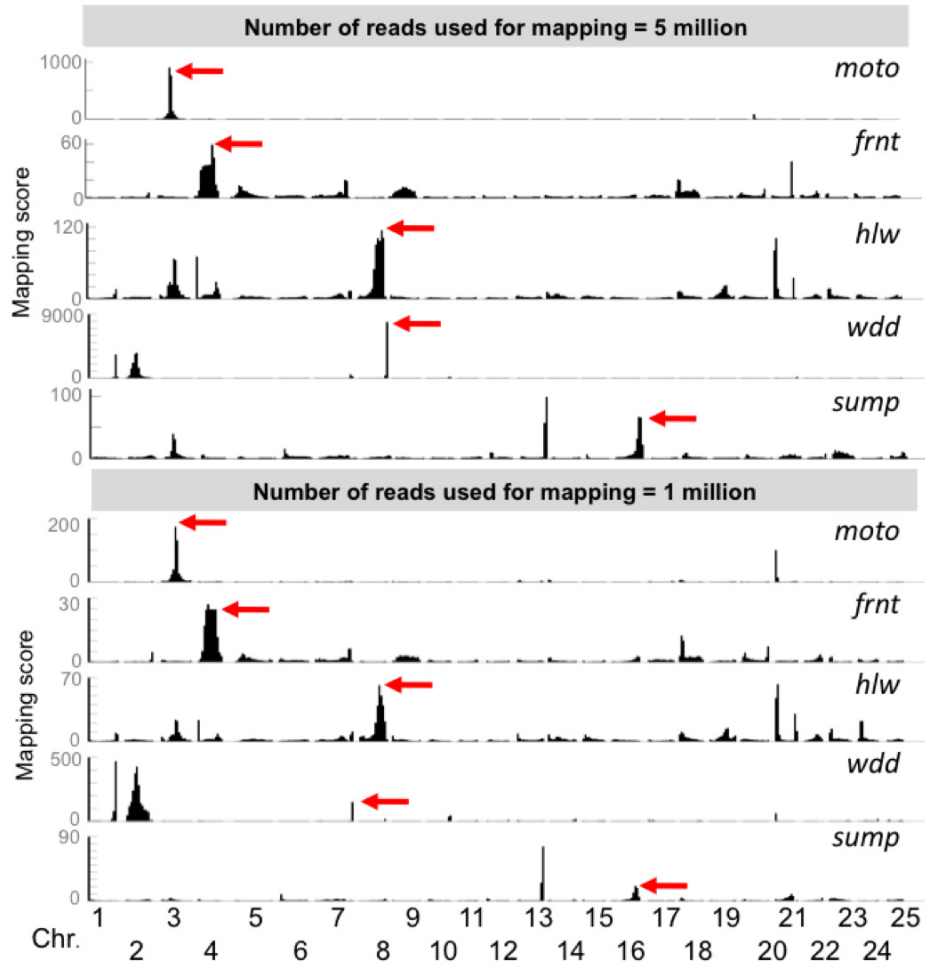 Number of reads used for mapping = 5 million
1000
0
moto
60
0
frnt
120
0
hlw
9000
0
wdd
100
0
sump
Mapping score
Number of reads used for mapping = 1 million
200
0
moto
30
0
frnt
70
0
hlw
500
0
wdd
90
0
sump
Mapping score
1 3 4 5 7 9 13 15 17 19 21 23 25
Chr. 2 4 6 8 10 12 14 16 18 20 22 24